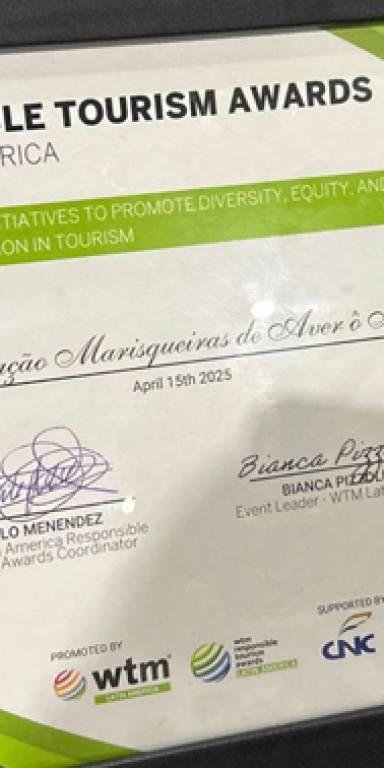 LE TOURISM AWARDS
RICA
TIATIVES TO PROMOTE DIVERSITY, EQUITY, AND
ON IN TOURISM
ação Marisqueiras de Aver ô
April 15th 2025
Bianca Pizz
LO MENENDEZ
America Responsible
Awards Coordinator
BIANCA PIZ
Event Leader - WTM Lat
PROMOTED BY
wtm
LATIN AMERICA
wtm
responsible
tourism
awards
LATIN AMERICA
SUPPORTED BY
CNC